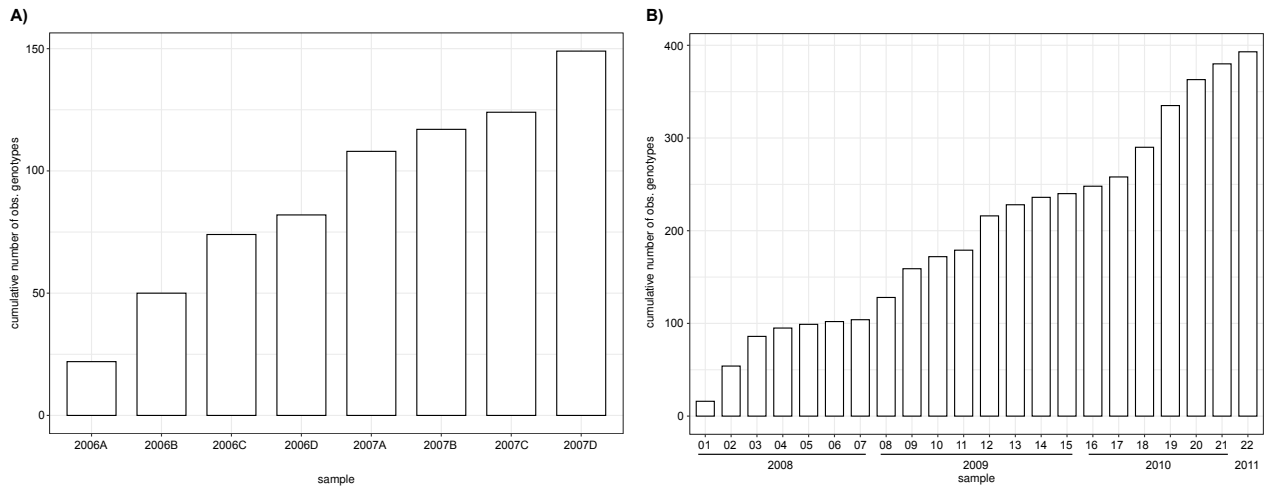 A)
cumulative number of obs. genotypes
150
100
50
0
2006A 2006B 2006C 2006D 2007A 2007B 2007C 2007D
sample
B)
cumulative number of obs. genotypes
400
300
200
100
0
01 02 03 04 05 06 07 08 09 10 11 12 13 14 15 16 17 18 19 20 21 22
2008 2009 2010 2011
sample